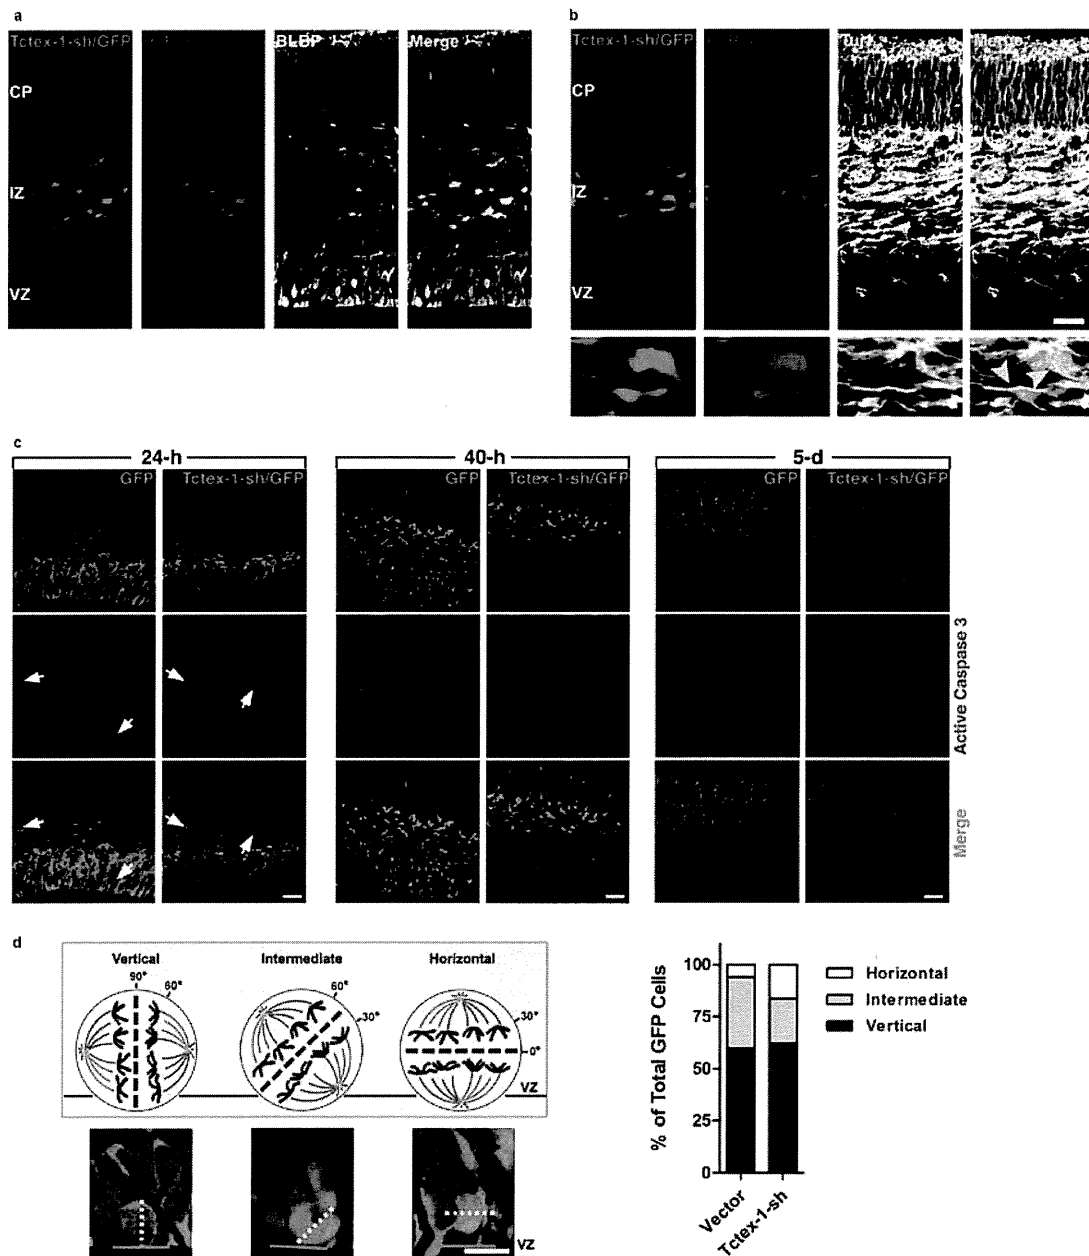 a
Tctex-1-sh/GFP
BLBP
Merge
CP
IZ
VZ
b
Tctex-1-sh/GFP
Tuj1
Merge
CP
IZ
VZ
c
24-h
40-h
5-d
GFP
Tctex-1-sh/GFP
GFP
Tctex-1-sh/GFP
GFP
Tctex-1-sh/GFP
Active Caspase 3
Merge
d
Vertical
Intermediate
Horizontal
90°
60°
60°
30°
30°
0°
VZ
VZ
% of Total GFP Cells
100
75
50
25
0
Vector
Tctex-1-sh
Horizontal
Intermediate
Vertical